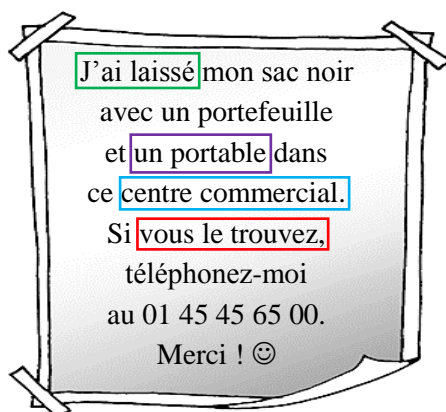 J’ai laissé mon sac noir
avec un portefeuille
et un portable dans
ce centre commercial.
Si vous le trouvez,
téléphonez-moi
au 01 45 45 65 00.
Merci ! ☺